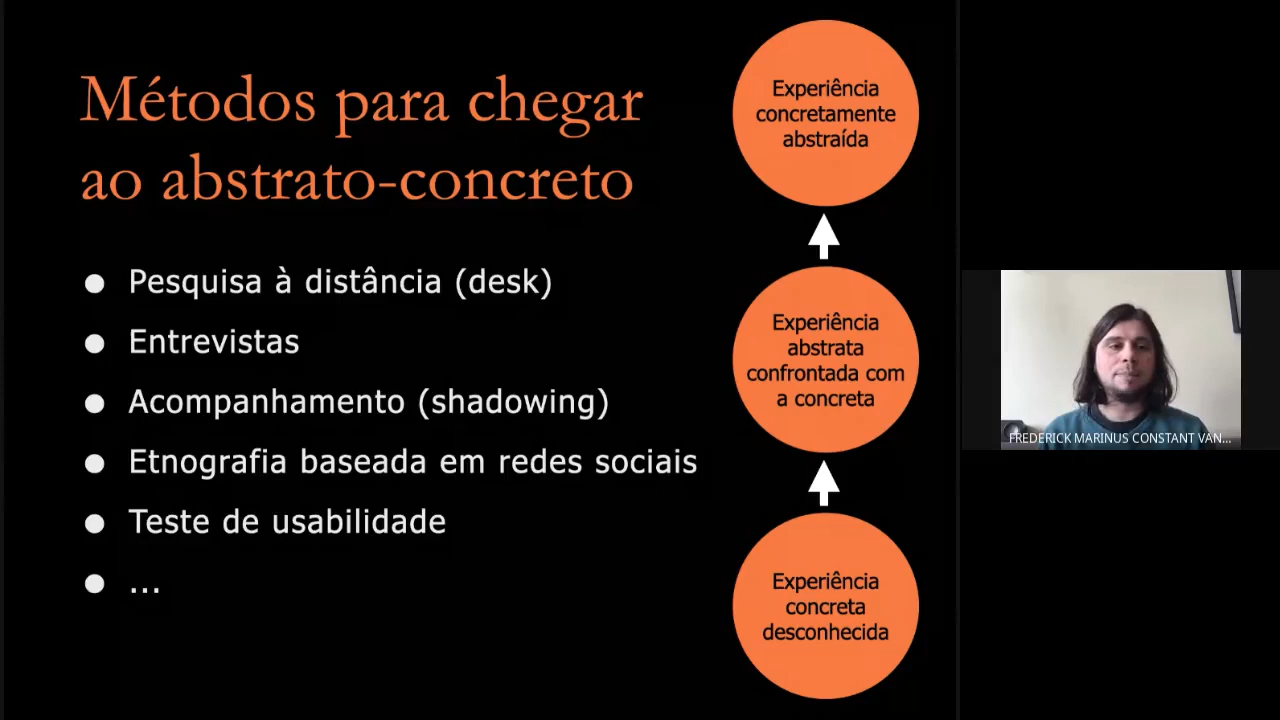 Métodos para chegar
ao abstrato-concreto
● Pesquisa à distância (desk)
● Entrevistas
● Acompanhamento (shadowing)
● Etnografia baseada em redes sociais
● Teste de usabilidade
● ...
Experiência
concretamente
abstraída
Experiência
abstrata
confrontada com
a concreta
Experiência
concreta
desconhecida
FREDERICK MARINUS CONSTANT VAN...